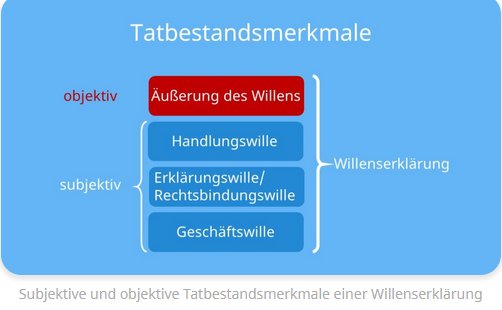 Tatbestandsmerkmale
objektiv
Äußerung des Willens
Handlungswille
subjektiv
Erklärungswille/
Rechtsbindungswille
Geschäftswille
Willenserklärung
Subjektive und objektive Tatbestandsmerkmale einer Willenserklärung